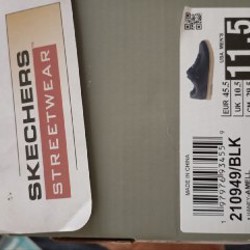 SKECHERS
STREETWEAR
USA MEN'S
11.5
EUR 45.5
UK 10.5
MADE IN CHINA
210949/BLK